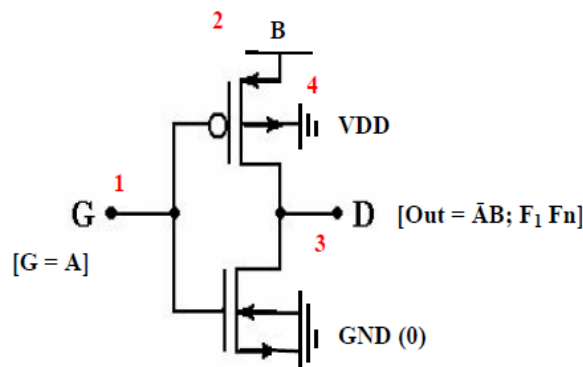 2
B
4
VDD
1
G
D
[Out = ĀB; F₁ Fn]
3
[G = A]
GND (0)